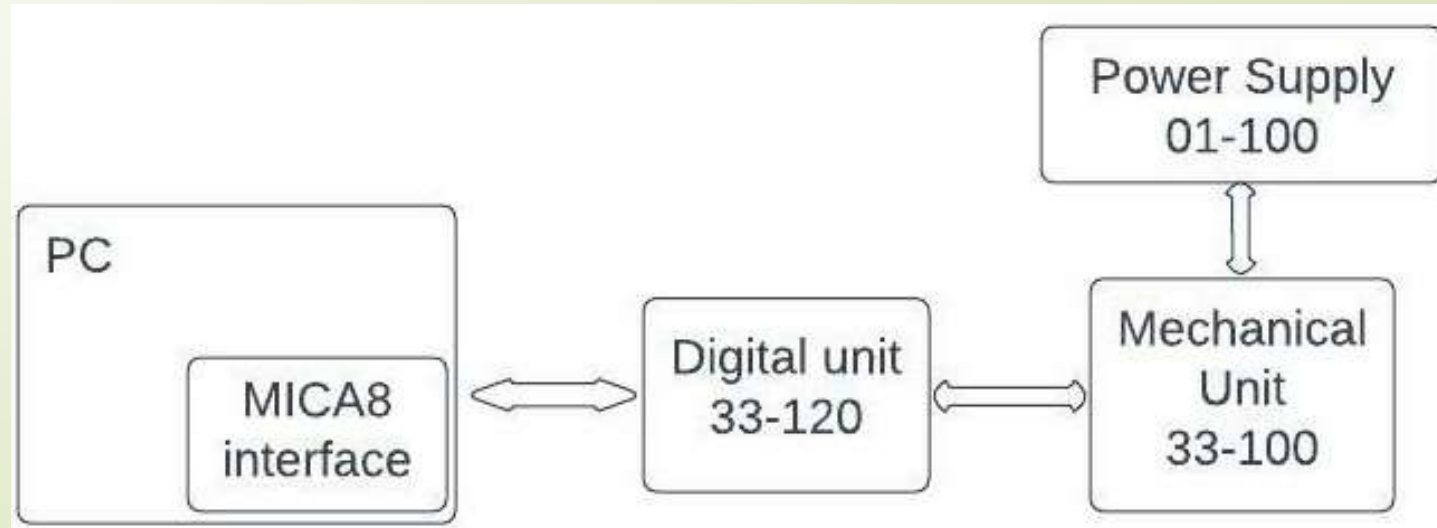 Power Supply
01-100
PC
MICA8
interface
Digital unit
33-120
Mechanical
Unit
33-100